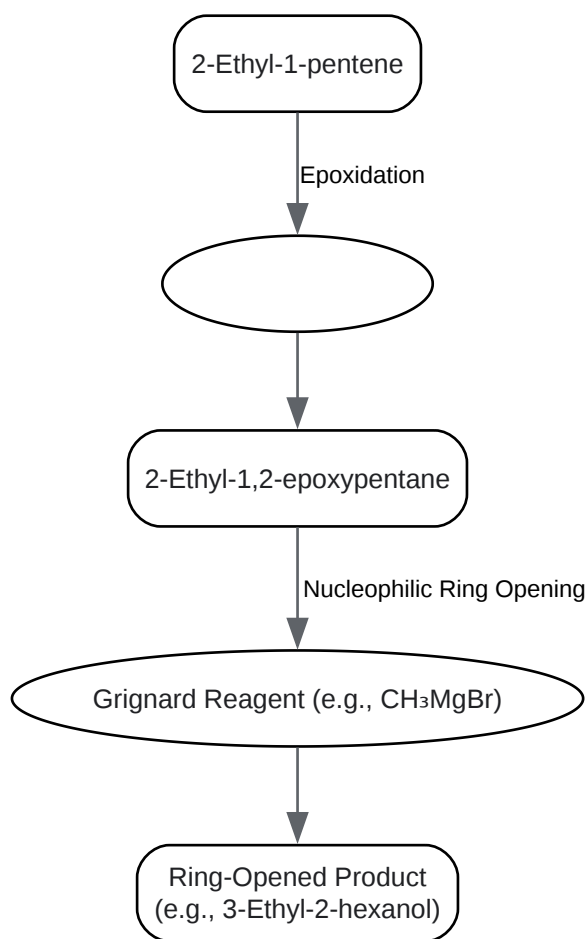 2-Ethyl-1-pentene
Epoxidation
2-Ethyl-1,2-epoxypentane
Nucleophilic Ring Opening
Grignard Reagent (e.g., CH₃MgBr)
Ring-Opened Product
(e.g., 3-Ethyl-2-hexanol)